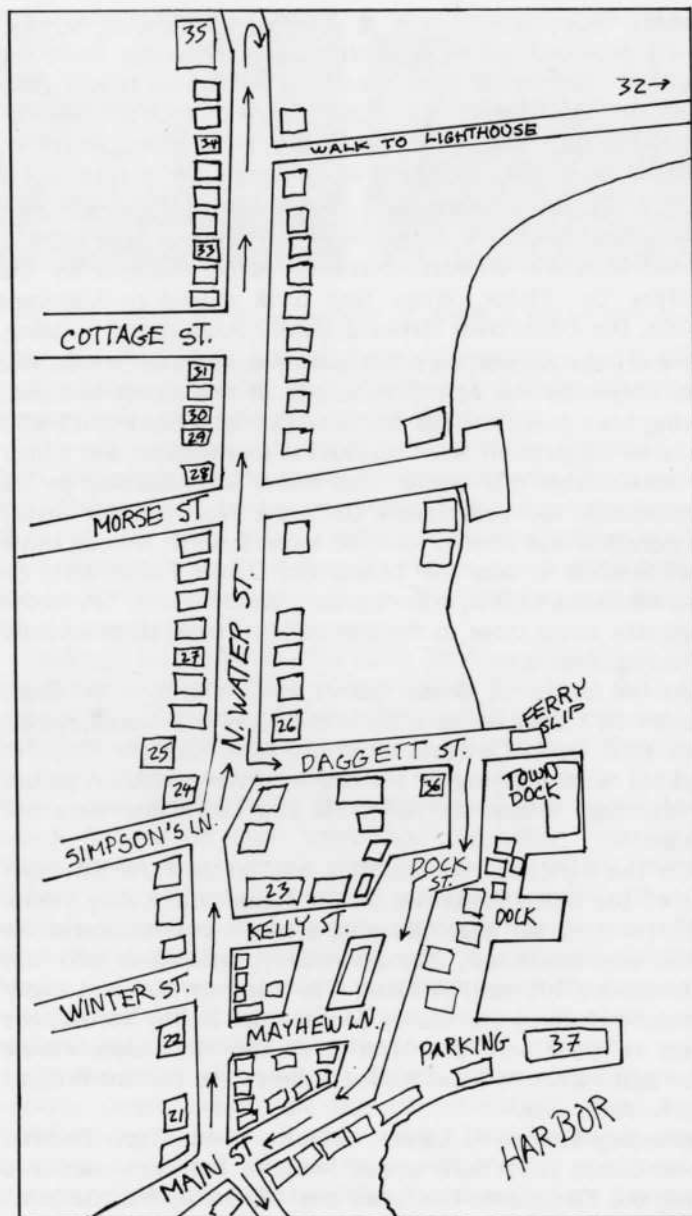 35
32→
WALK TO LIGHTHOUSE
34
33
COTTAGE ST.
31
30
29
28
MORSE ST
N. WATER ST.
27
26
FERRY SLIP
25
DAGGETT ST.
24
36
TOWN DOCK
SIMPSON'S LN.
DOCK ST.
23
DOCK
KELLY ST.
WINTER ST.
MAYHEW LN.
22
PARKING
37
21
HARBOR
MAIN ST.